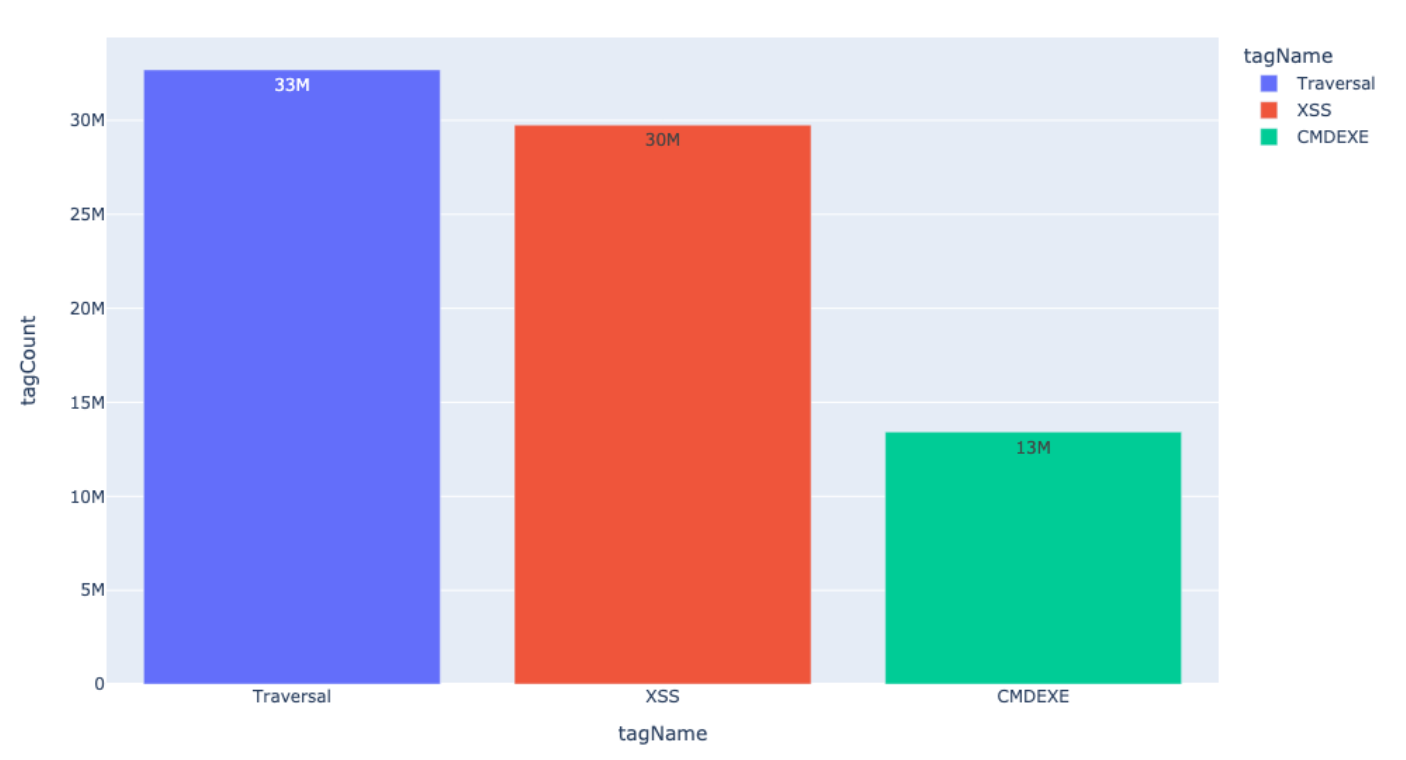 tagName
Traversal
XSS
CMDEXE
33M
30M
13M
30M
25M
20M
15M
10M
5M
0
tagCount
Traversal
XSS
CMDEXE
tagName